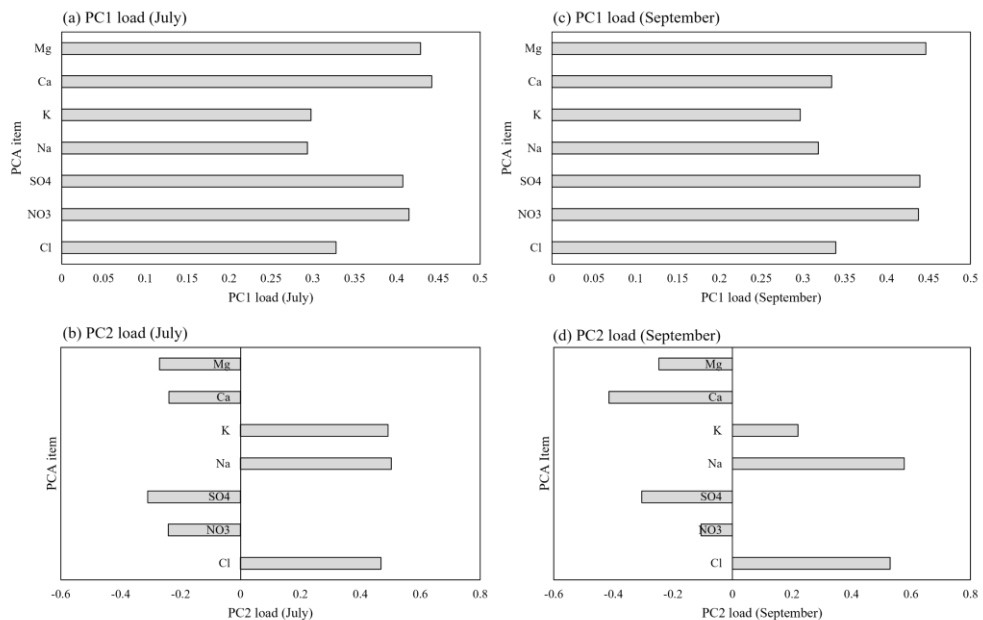 (a) PC1 load (July)
PCA item
Mg
Ca
K
Na
SO4
NO3
Cl
0 0.05 0.1 0.15 0.2 0.25 0.3 0.35 0.4 0.45 0.5
PC1 load (July)
(c) PC1 load (September)
PCA item
Mg
Ca
K
Na
SO4
NO3
Cl
0 0.05 0.1 0.15 0.2 0.25 0.3 0.35 0.4 0.45 0.5
PC1 load (September)
(b) PC2 load (July)
PCA item
Mg
Ca
K
Na
SO4
NO3
Cl
-0.6 -0.4 -0.2 0 0.2 0.4 0.6 0.8
PC2 load (July)
(d) PC2 load (September)
PCA Item
Mg
Ca
K
Na
SO4
NO3
Cl
-0.6 -0.4 -0.2 0 0.2 0.4 0.6 0.8
PC2 load (September)